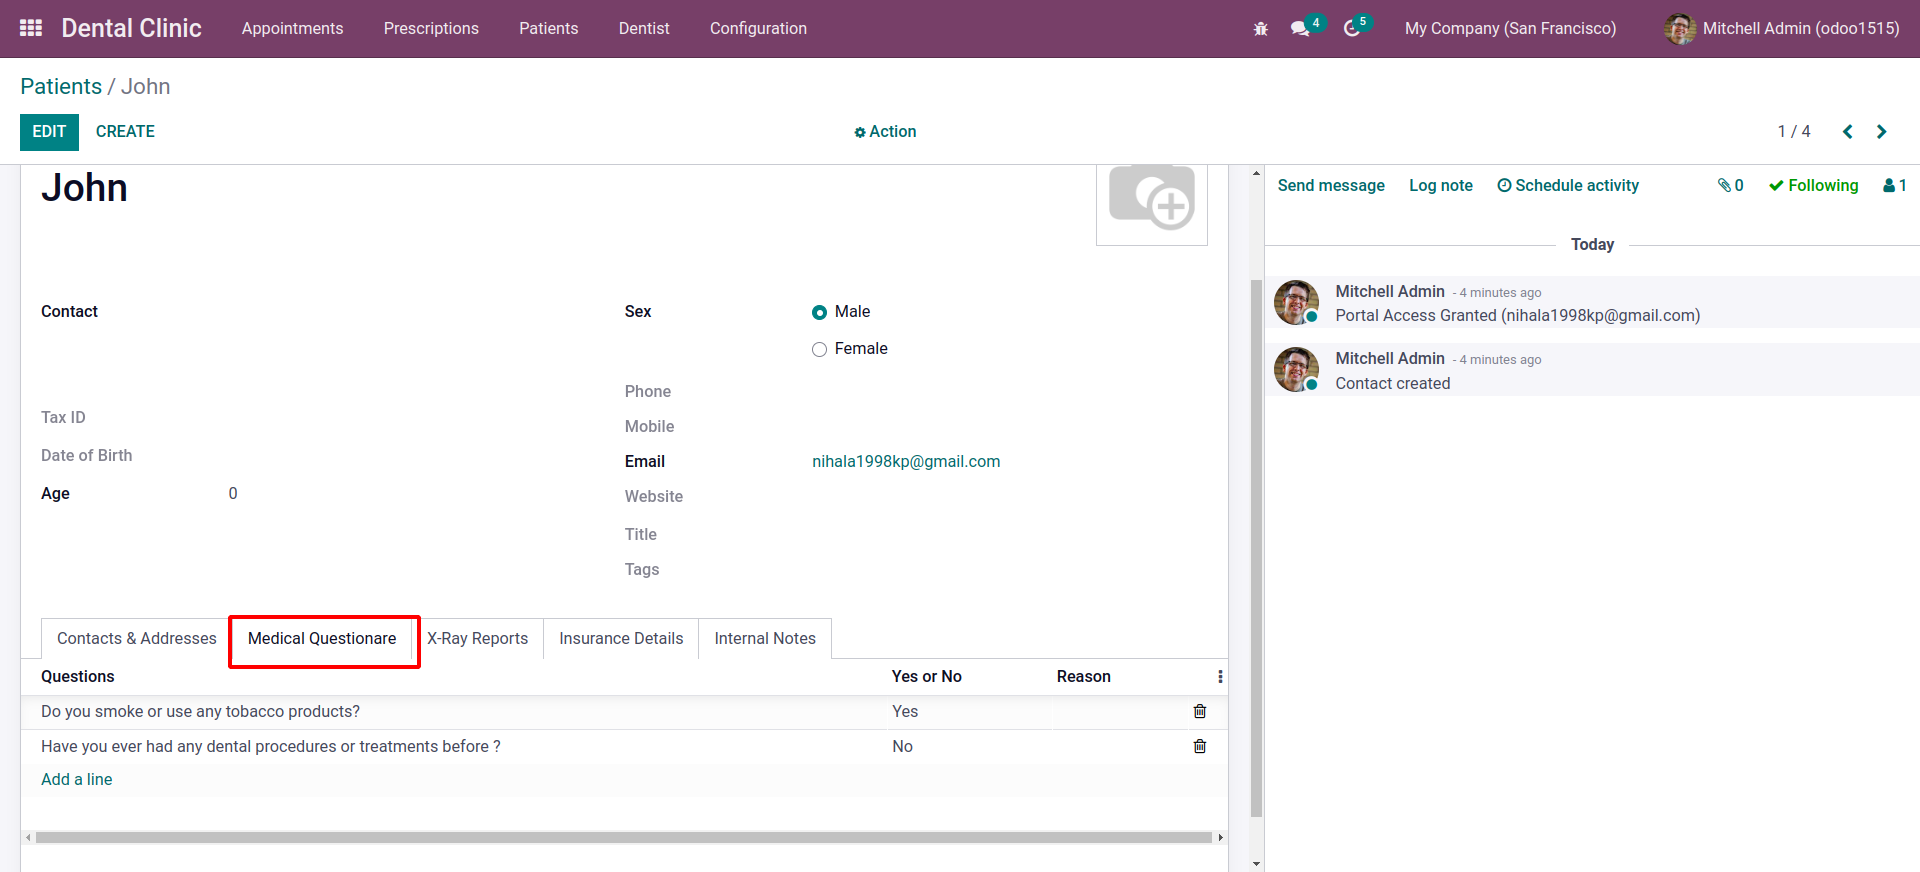 Dental Clinic Appointments Prescriptions Patients Dentist Configuration 4 5 My Company (San Francisco) Mitchell Admin (odoo1515)
Patients / John
EDIT CREATE Action 1 / 4
John
Send message Log note Schedule activity 0 Following 1
Today
Mitchell Admin - 4 minutes ago
Portal Access Granted (nihala1998kp@gmail.com)
Mitchell Admin - 4 minutes ago
Contact created
Contact
Tax ID
Date of Birth
Age 0
Sex Male
Female
Phone
Mobile
Email nihala1998kp@gmail.com
Website
Title
Tags
Contacts & Addresses Medical Questionare X-Ray Reports Insurance Details Internal Notes
Questions Yes or No Reason
Do you smoke or use any tobacco products? Yes
Have you ever had any dental procedures or treatments before ? No
Add a line